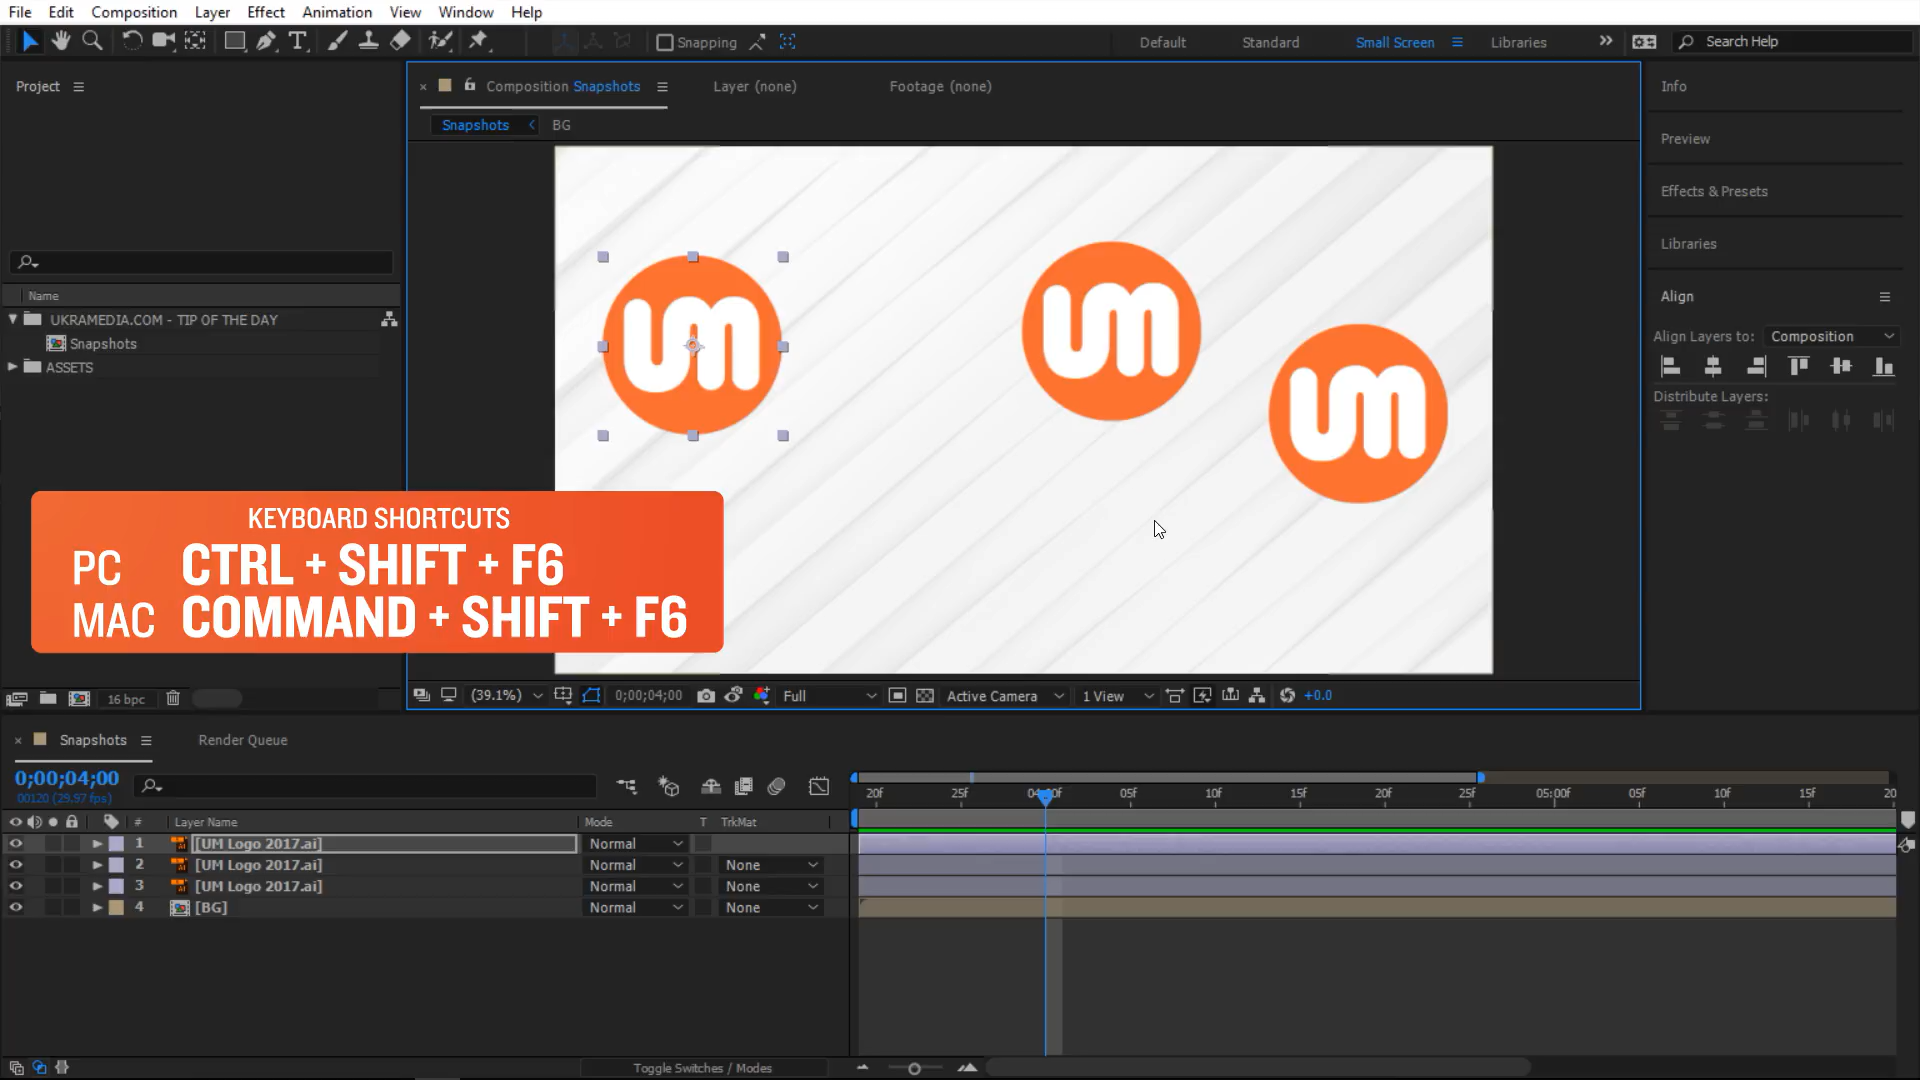 File Edit Composition Layer Effect Animation View Window Help
Snapping Default Standard Small Screen Libraries Search Help
Project
Composition Snapshots Layer (none) Footage (none)
Snapshots BG
Info
Preview
Effects & Presets
Libraries
Align
Align Layers to: Composition
Distribute Layers:
Name
UKRAMEDIA.COM - TIP OF THE DAY
Snapshots
ASSETS
um
um
um
KEYBOARD SHORTCUTS
PC CTRL + SHIFT + F6
MAC COMMAND + SHIFT + F6
16 bpc
(39.1%) 0;00;04;00 Full Active Camera 1 View +0.0
Snapshots Render Queue
0;00;04;00
00120 (29.97 fps)
20f 25f 04:00f 05f 10f 15f 20f 25f 05:00f 05f 10f 15f 20
# Layer Name Mode T TrkMat
1 [UM Logo 2017.ai] Normal
2 [UM Logo 2017.ai] Normal None
3 [UM Logo 2017.ai] Normal None
4 [BG] Normal None
Toggle Switches / Modes